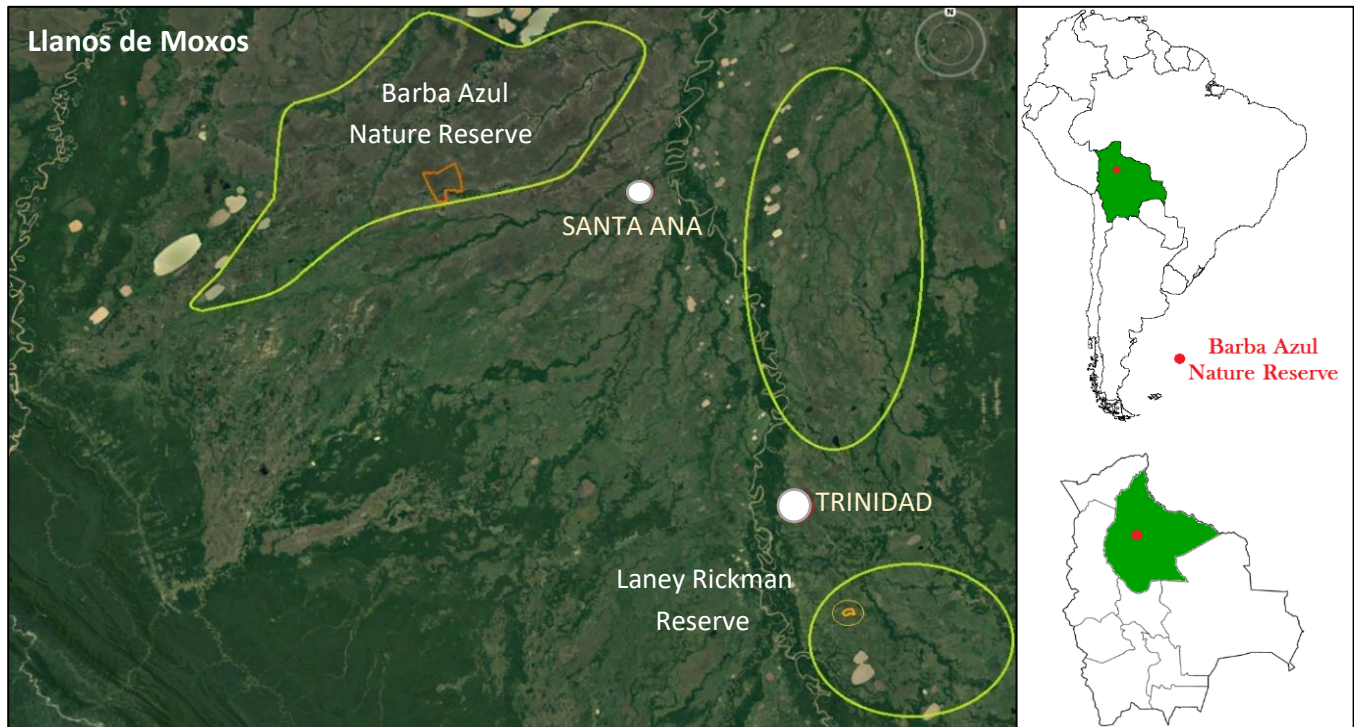 Llanos de Moxos
N
Barba Azul
Nature Reserve
SANTA ANA
TRINIDAD
Laney Rickman
Reserve
Barba Azul
Nature Reserve